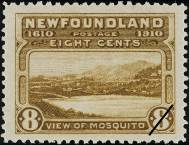 NEWFOUNDLAND
1610 POSTAGE 1910
EIGHT CENTS
8 VIEW OF MOSQUITO 8